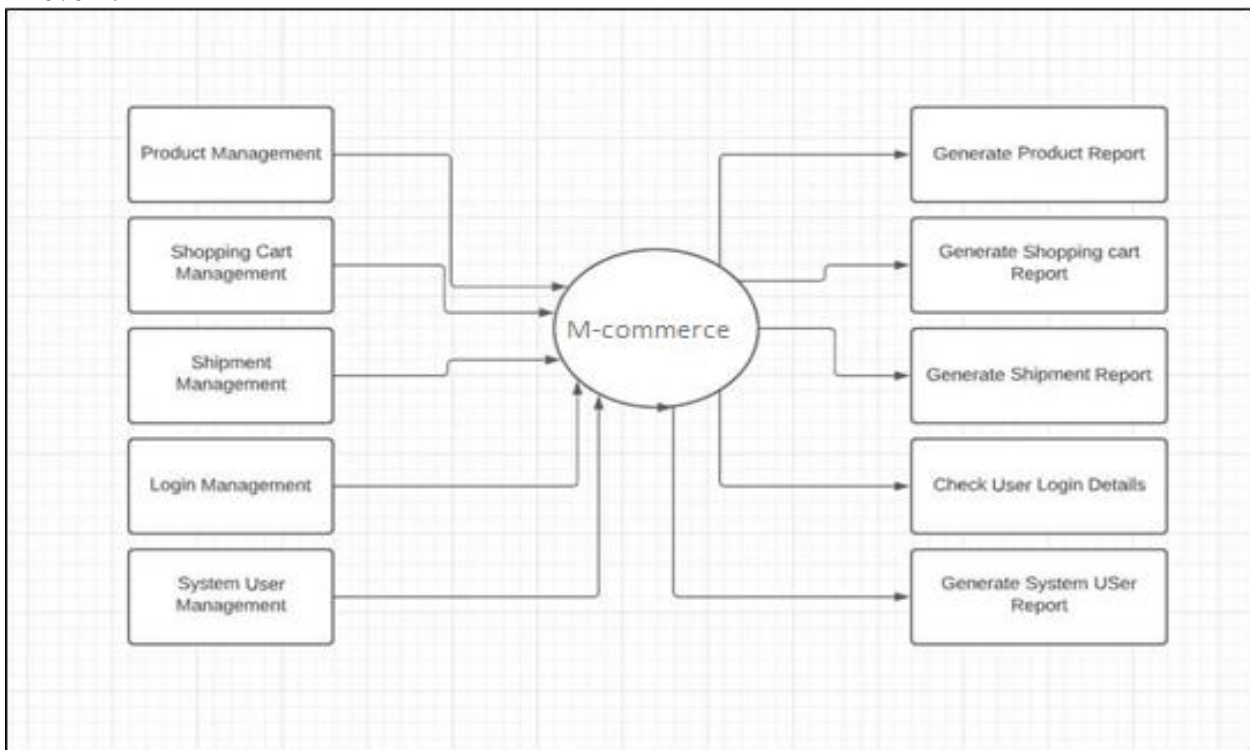 Product Management
Shopping Cart
Management
Shipment
Management
Login Management
System User
Management
M-commerce
Generate Product Report
Generate Shopping cart
Report
Generate Shipment Report
Check User Login Details
Generate System USer
Report